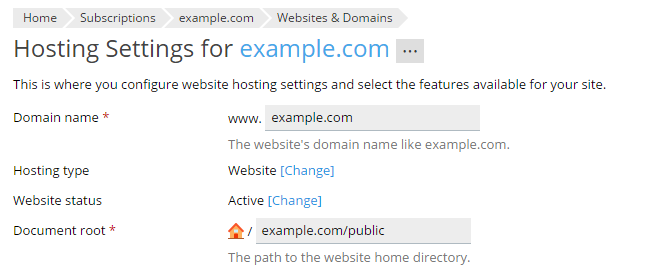 Home Subscriptions example.com Websites & Domains
Hosting Settings for example.com ...
This is where you configure website hosting settings and select the features available for your site.
Domain name * www. example.com
The website's domain name like example.com.
Hosting type Website [Change]
Website status Active [Change]
Document root * / example.com/public
The path to the website home directory.